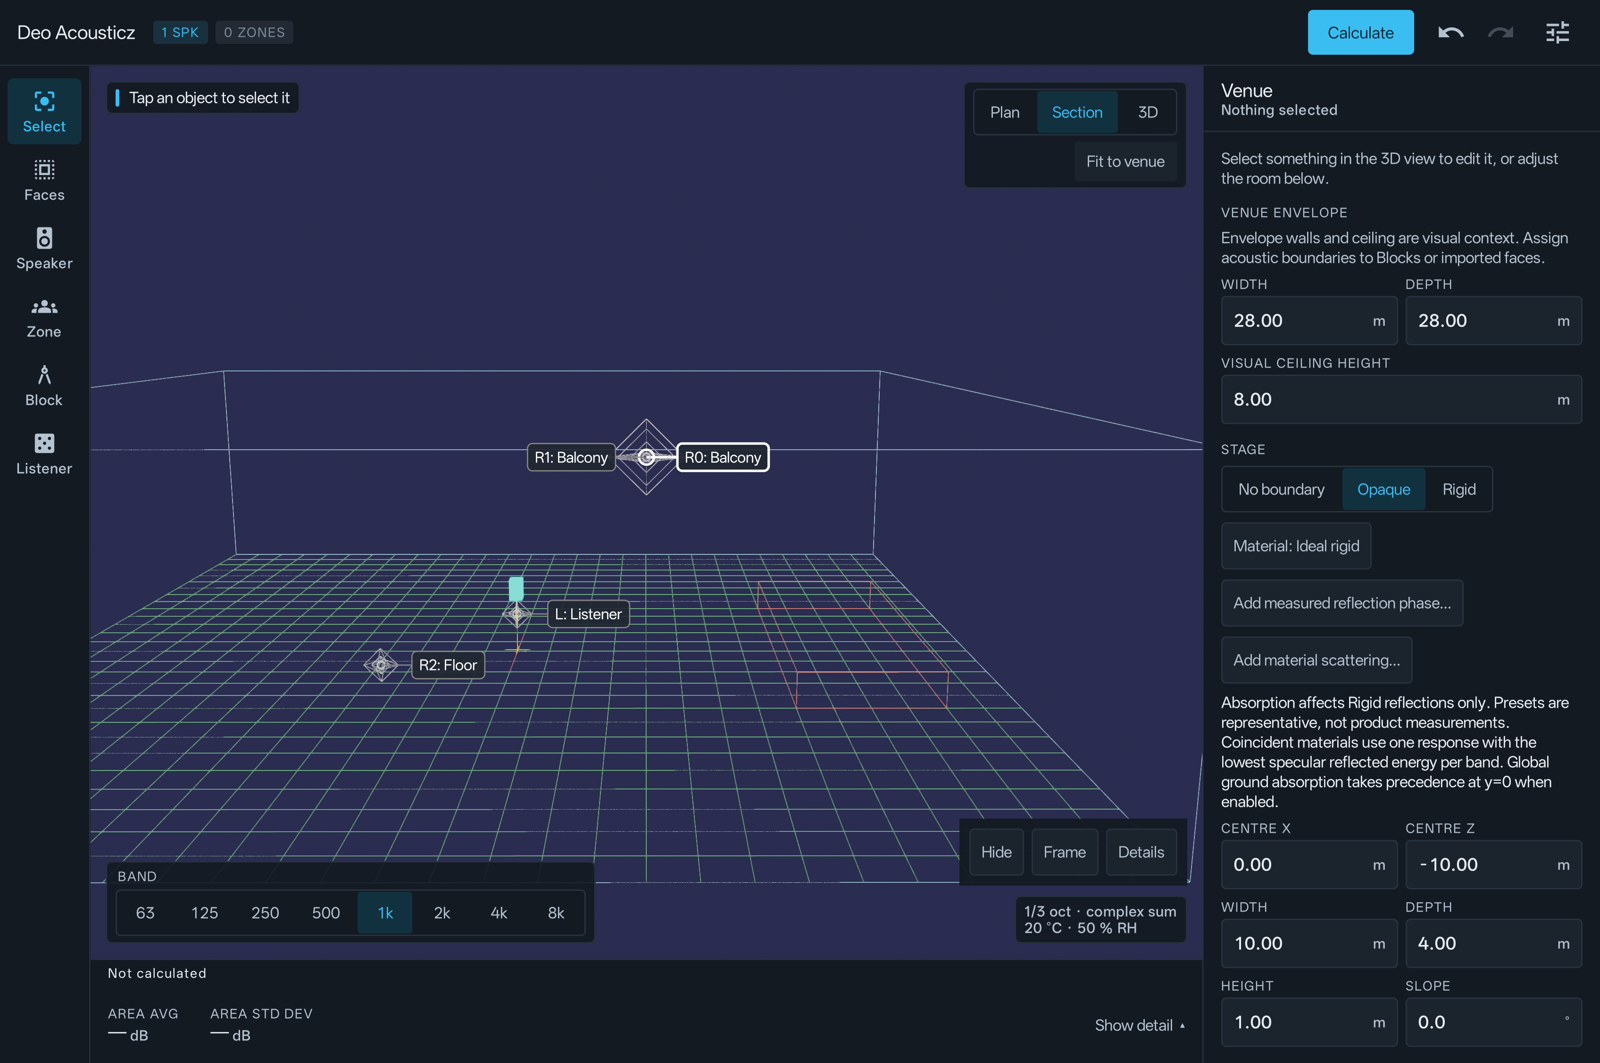 Deo Acousticz
1 SPK
0 ZONES
Calculate
Select
Faces
Speaker
Zone
Block
Listener
Tap an object to select it
Plan
Section
3D
Fit to venue
R1: Balcony
R0: Balcony
L: Listener
R2: Floor
Hide
Frame
Details
BAND
63
125
250
500
1k
2k
4k
8k
1/3 oct · complex sum
20 °C · 50 % RH
Not calculated
AREA AVG
— dB
AREA STD DEV
— dB
Show detail
Venue
Nothing selected
Select something in the 3D view to edit it, or adjust
the room below.
VENUE ENVELOPE
Envelope walls and ceiling are visual context. Assign
acoustic boundaries to Blocks or imported faces.
WIDTH
28.00 m
DEPTH
28.00 m
VISUAL CEILING HEIGHT
8.00 m
STAGE
No boundary
Opaque
Rigid
Material: Ideal rigid
Add measured reflection phase...
Add material scattering...
Absorption affects Rigid reflections only. Presets are
representative, not product measurements.
Coincident materials use one response with the
lowest specular reflected energy per band. Global
ground absorption takes precedence at y=0 when
enabled.
CENTRE X
0.00 m
CENTRE Z
-10.00 m
WIDTH
10.00 m
DEPTH
4.00 m
HEIGHT
1.00 m
SLOPE
0.0 °